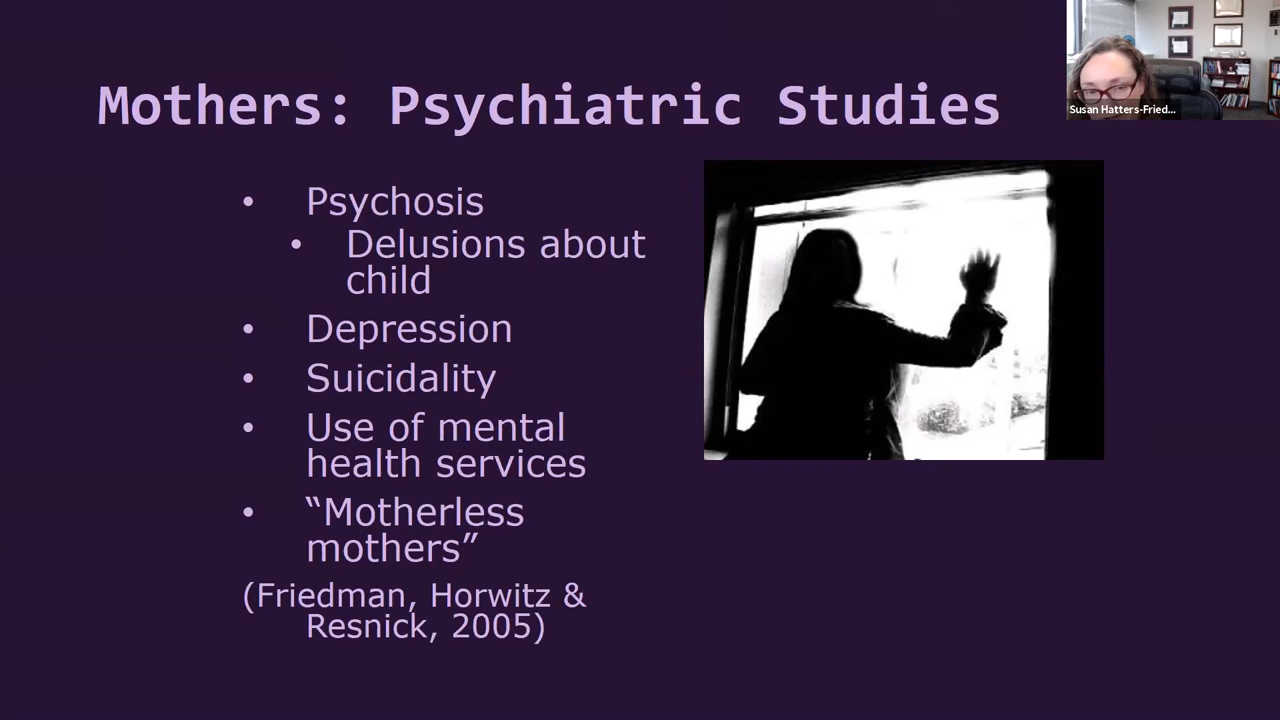 Mothers: Psychiatric Studies
Susan Hatters-Fried...
• Psychosis
• Delusions about
child
• Depression
• Suicidality
• Use of mental
health services
• “Motherless
mothers”
(Friedman, Horwitz &
Resnick, 2005)